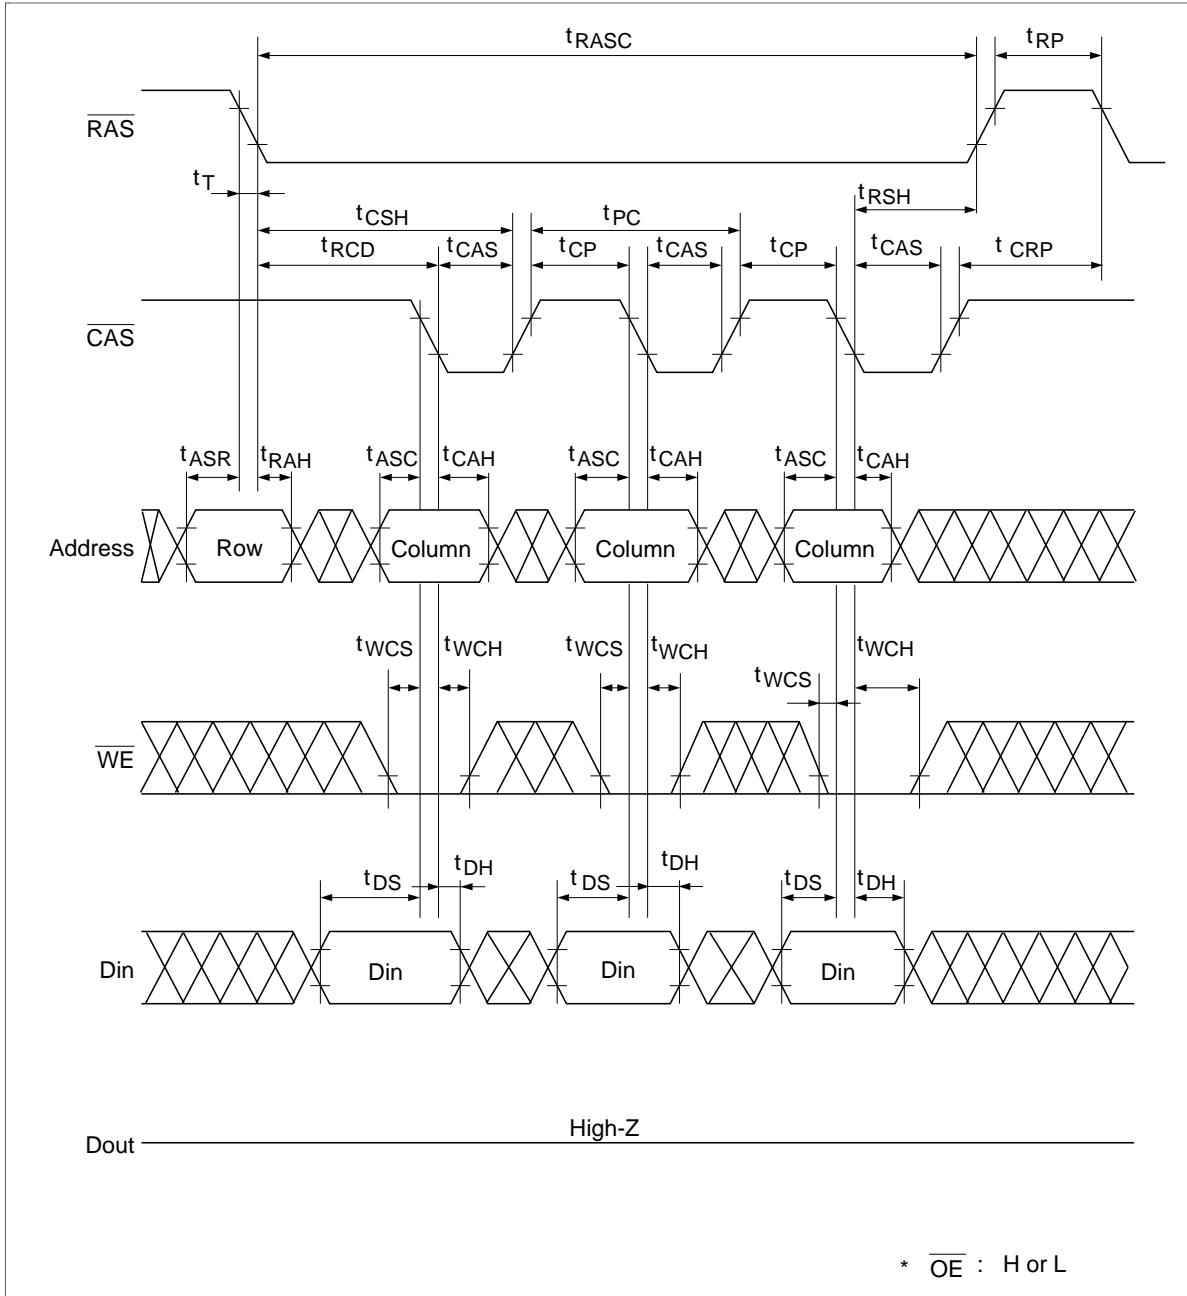 tRASC tRP
RAS
tT tRSH
tCSH tPC
tRCD tCAS tCP tCAS tCP tCAS tCRP
CAS
tASR tRAH tASC tCAH tASC tCAH tASC tCAH
Address Row Column Column Column
tWCS tWCH tWCS tWCH tWCS tWCH
WE
tDS tDH tDS tDH tDS tDH
Din Din Din Din
High-Z
Dout
* OE : H or L